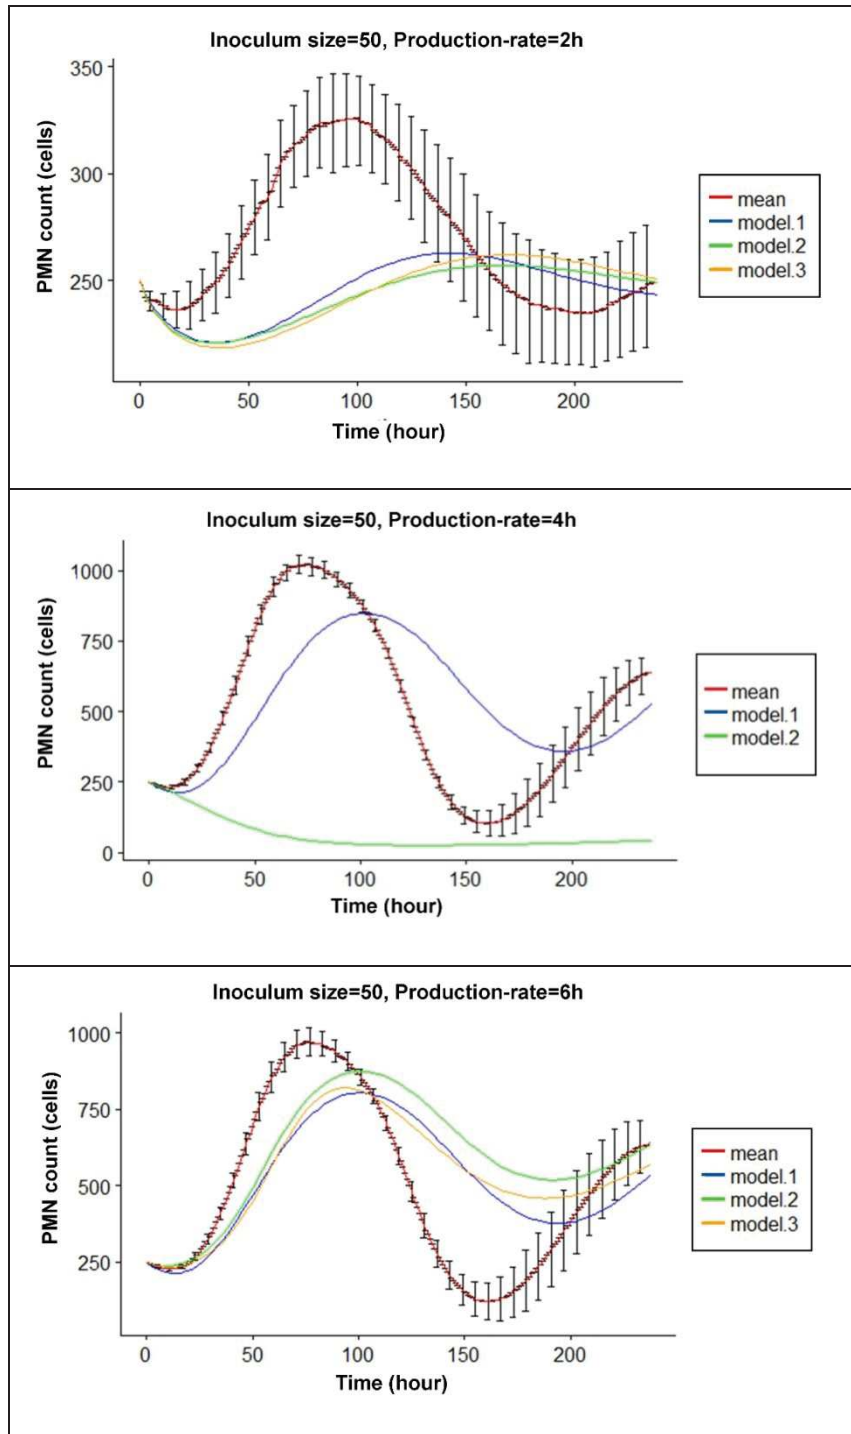 Inoculum size=50, Production-rate=2h
350
300
250
PMN count (cells)
0 50 100 150 200
Time (hour)
mean
model.1
model.2
model.3
Inoculum size=50, Production-rate=4h
1000
750
500
250
0
PMN count (cells)
0 50 100 150 200
Time (hour)
mean
model.1
model.2
Inoculum size=50, Production-rate=6h
1000
750
500
250
PMN count (cells)
0 50 100 150 200
Time (hour)
mean
model.1
model.2
model.3